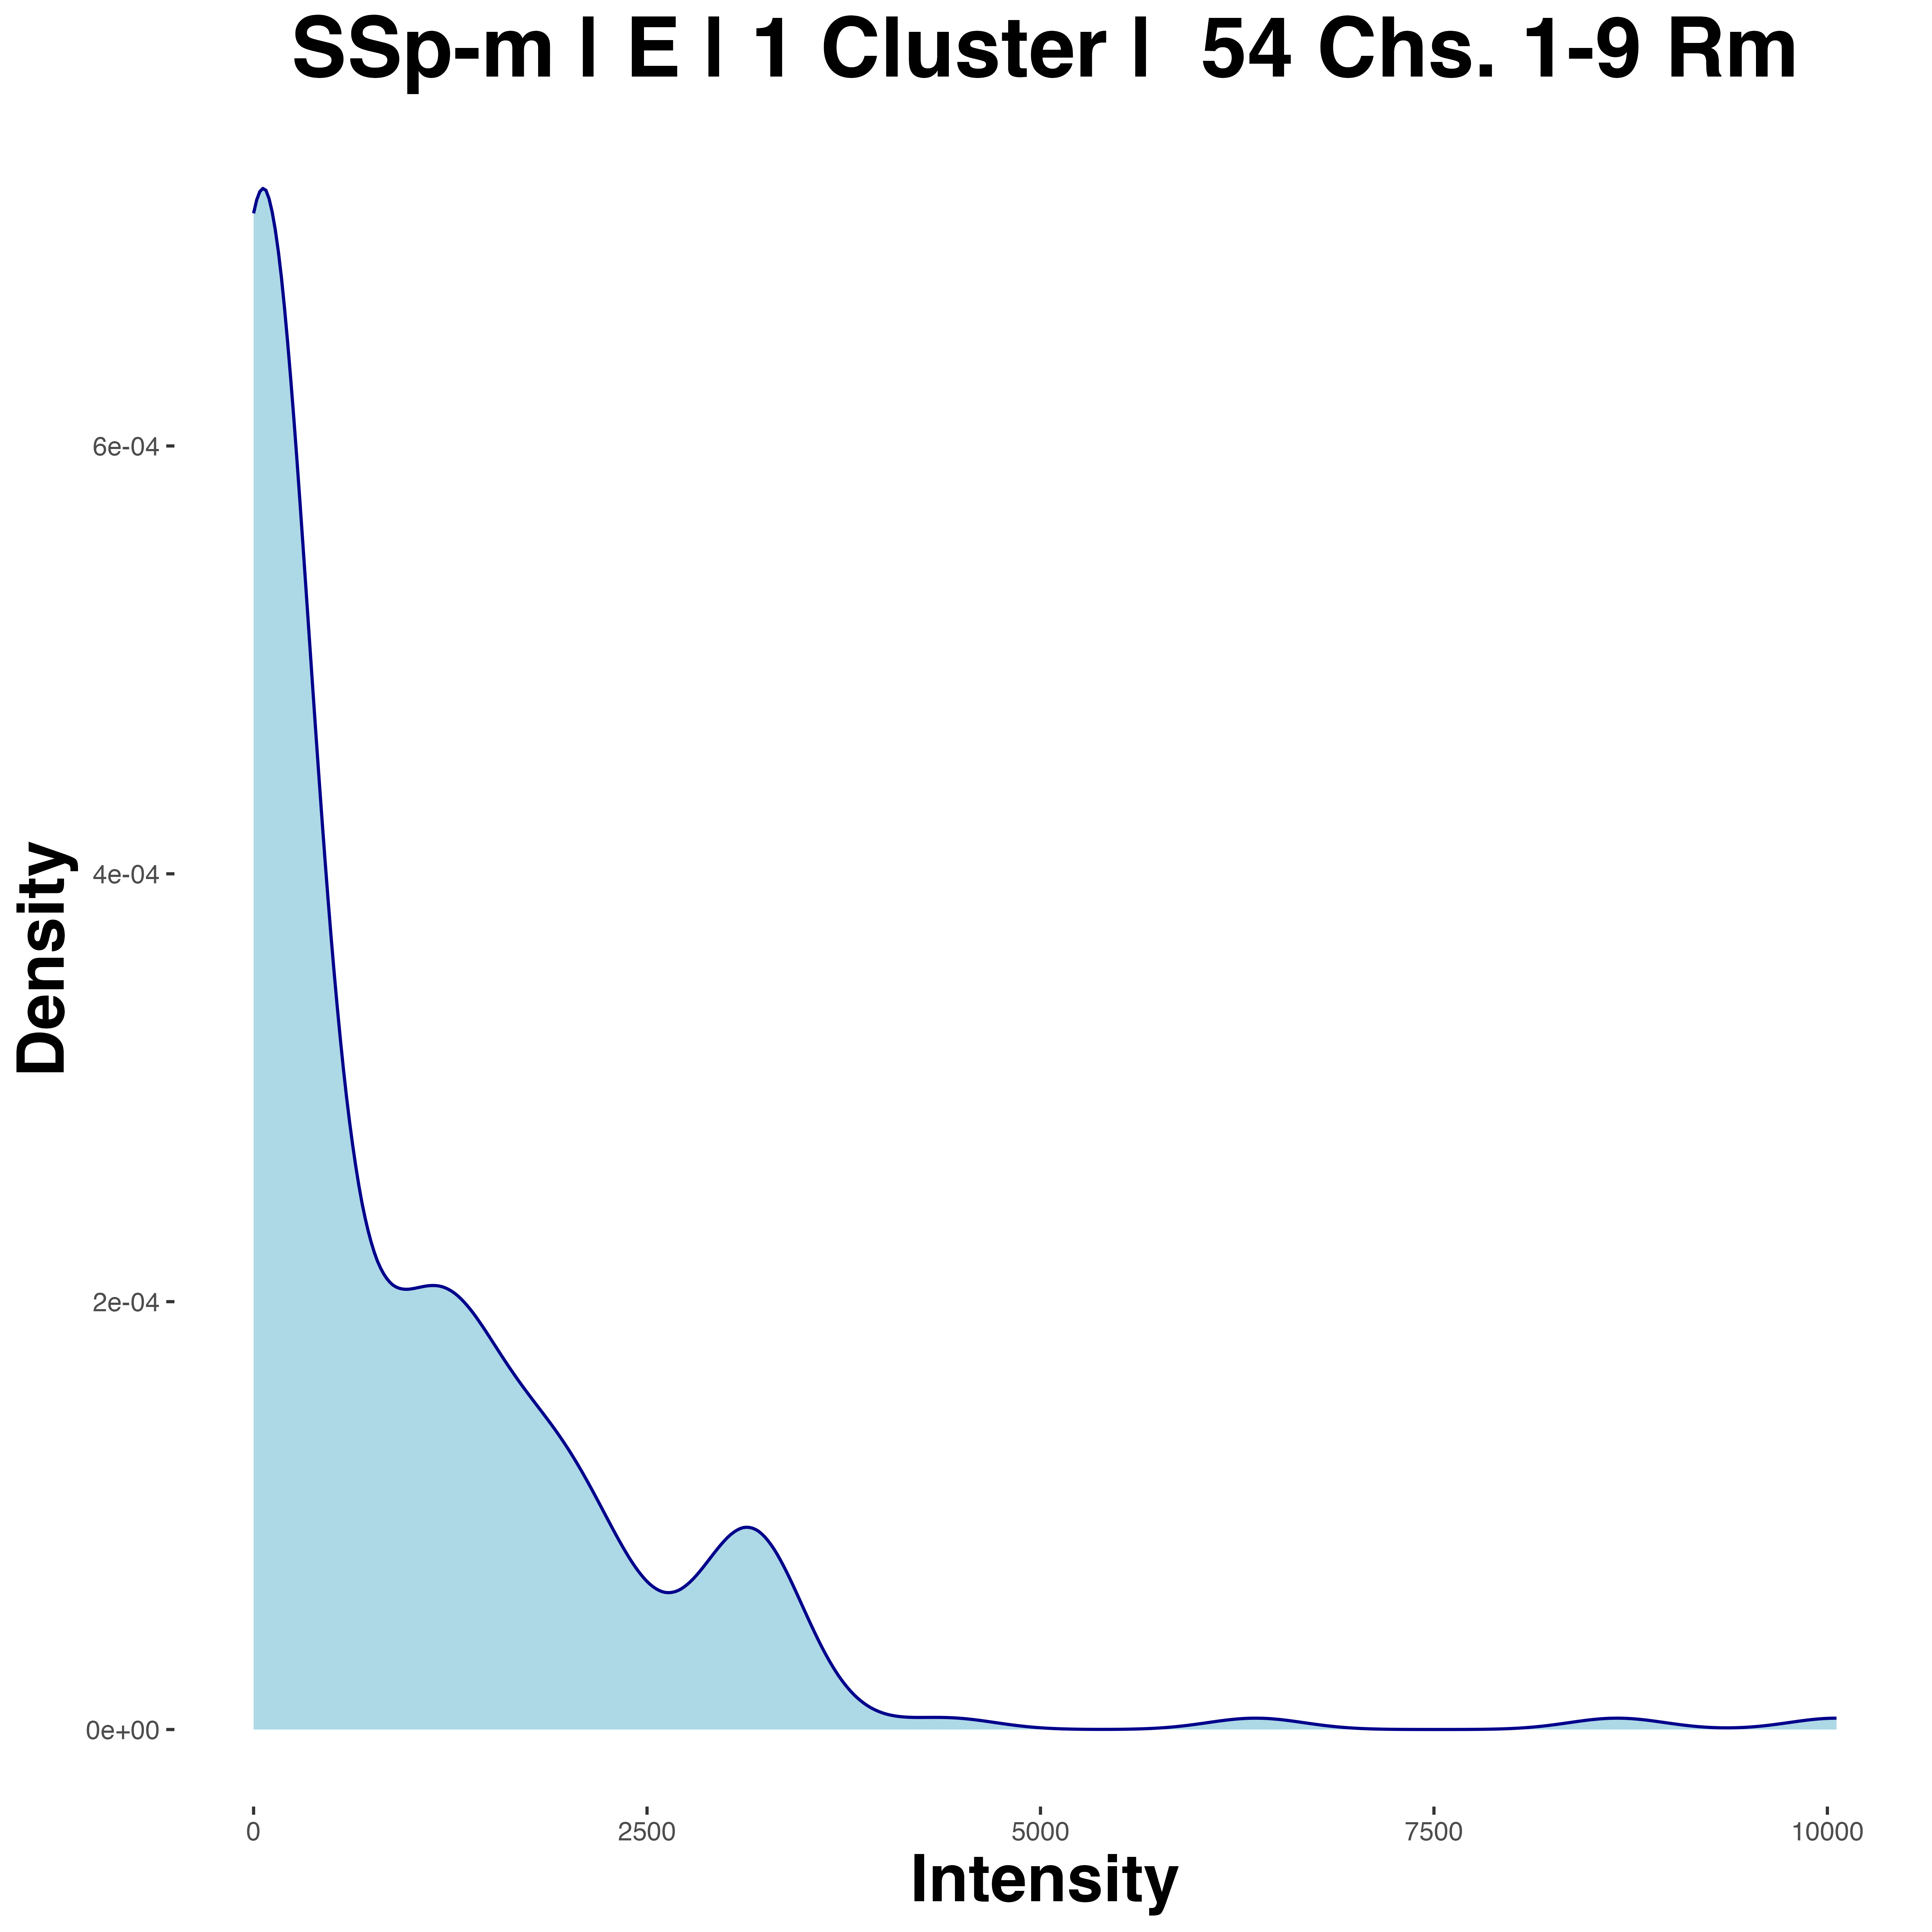 SSp-m | E | 1 Cluster |  54 Chs. 1-9 Rm
Density
6e-04
4e-04
2e-04
0e+00
0 2500 5000 7500 10000
Intensity